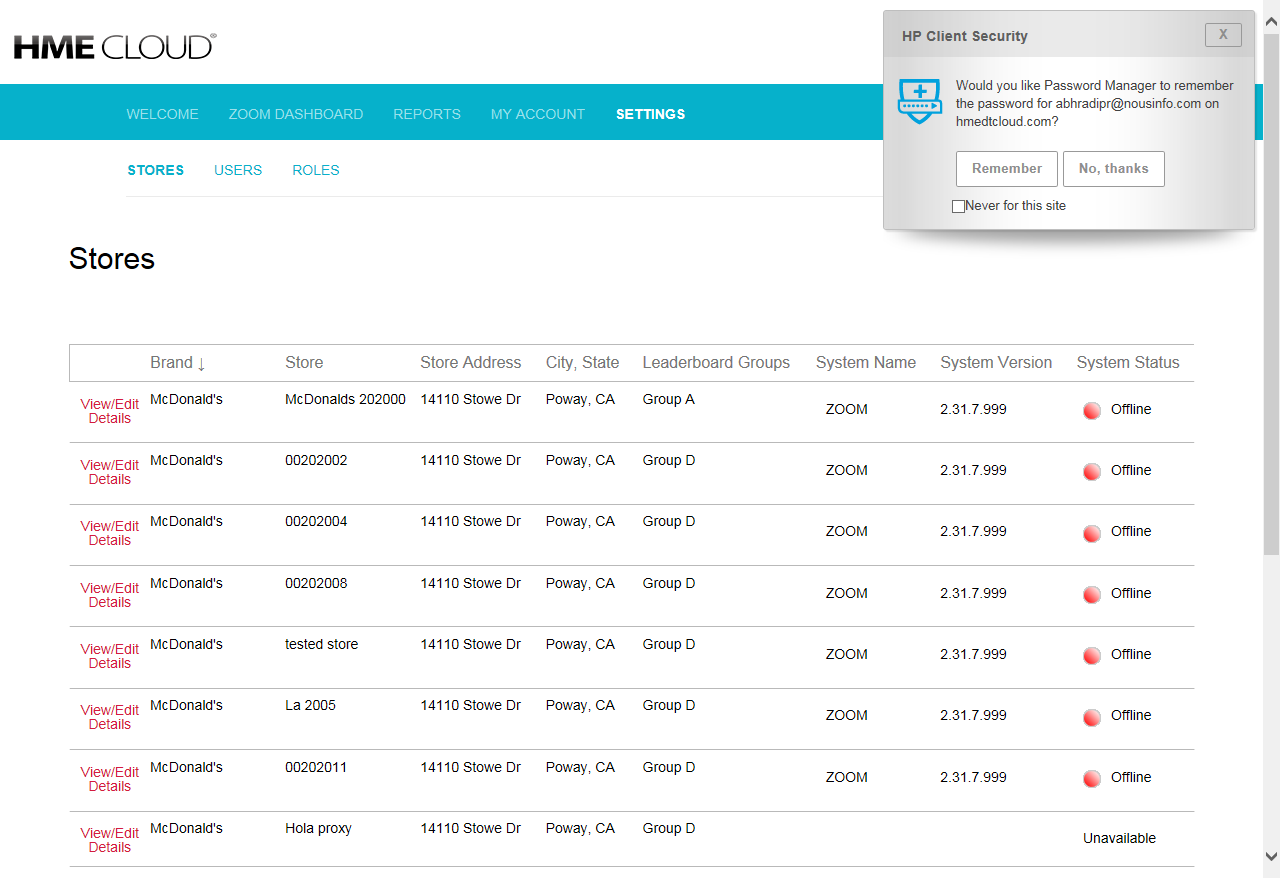 HME CLOUD®
HP Client Security
X
Would you like Password Manager to remember
the password for abhradipr@nousinfo.com on
hmedtcloud.com?
Remember No, thanks
Never for this site
WELCOME ZOOM DASHBOARD REPORTS MY ACCOUNT SETTINGS
STORES USERS ROLES
Stores
Brand ↓ Store Store Address City, State Leaderboard Groups System Name System Version System Status
View/Edit Details McDonald's McDonalds 202000 14110 Stowe Dr Poway, CA Group A ZOOM 2.31.7.999 Offline
View/Edit Details McDonald's 00202002 14110 Stowe Dr Poway, CA Group D ZOOM 2.31.7.999 Offline
View/Edit Details McDonald's 00202004 14110 Stowe Dr Poway, CA Group D ZOOM 2.31.7.999 Offline
View/Edit Details McDonald's 00202008 14110 Stowe Dr Poway, CA Group D ZOOM 2.31.7.999 Offline
View/Edit Details McDonald's tested store 14110 Stowe Dr Poway, CA Group D ZOOM 2.31.7.999 Offline
View/Edit Details McDonald's La 2005 14110 Stowe Dr Poway, CA Group D ZOOM 2.31.7.999 Offline
View/Edit Details McDonald's 00202011 14110 Stowe Dr Poway, CA Group D ZOOM 2.31.7.999 Offline
View/Edit Details McDonald's Hola proxy 14110 Stowe Dr Poway, CA Group D Unavailable